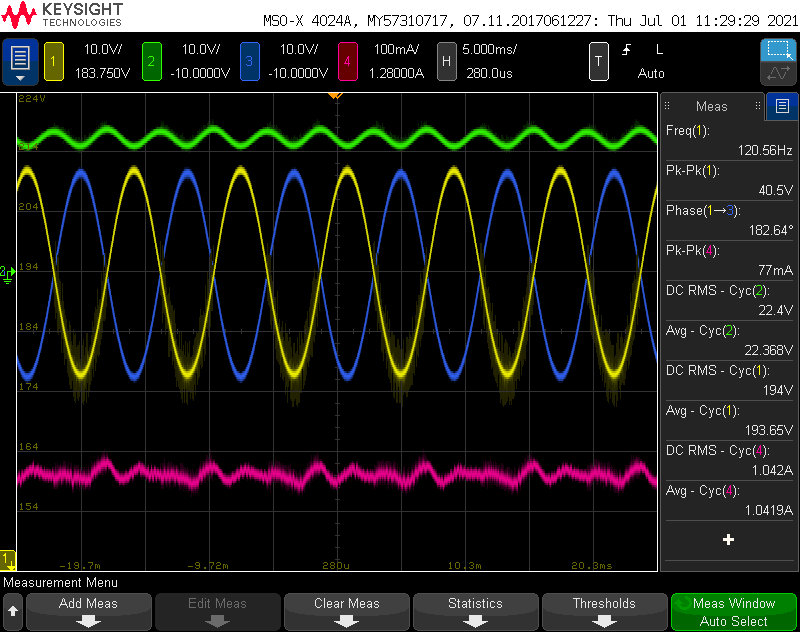 KEYSIGHT
TECHNOLOGIES
MSO-X 4024A, MY57310717, 07.11.2017061227: Thu Jul 01 11:29:29 2021
1 10.0V/ 2 10.0V/ 3 10.0V/ 4 100mA/ H 5.000ms/ T L
183.750V -10.0000V -10.0000V 1.28000A 280.0us Auto
224V
214
204
194
184
174
164
154
2
1
-19.7m -9.72m 280u 10.3m 20.3ms
Meas
Freq(1):
120.56Hz
Pk-Pk(1):
40.5V
Phase(1→3):
182.64°
Pk-Pk(4):
77mA
DC RMS - Cyc(2):
22.4V
Avg - Cyc(2):
22.368V
DC RMS - Cyc(1):
194V
Avg - Cyc(1):
193.65V
DC RMS - Cyc(4):
1.042A
Avg - Cyc(4):
1.0419A
Measurement Menu
Add Meas
Edit Meas
Clear Meas
Statistics
Thresholds
Meas Window
Auto Select